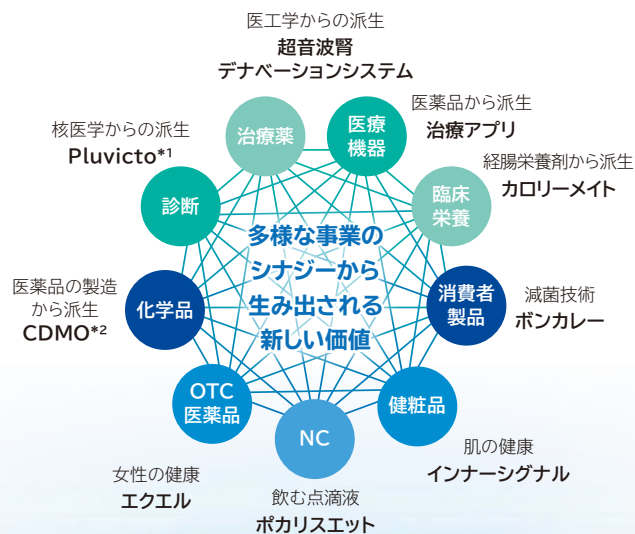 医工学からの派生
超音波腎
デナベーションシステム
医薬品から派生
治療アプリ
経腸栄養剤から派生
カロリーメイト
減菌技術
ボンカレー
肌の健康
インナーシグナル
飲む点滴液
ポカリスエット
女性の健康
エクエル
医薬品の製造
から派生
CDMO*2
核医学からの派生
Pluvicto*1
治療薬
医療
機器
臨床
栄養
消費者
製品
健粧品
NC
OTC
医薬品
化学品
診断
多様な事業の
シナジーから
生み出される
新しい価値